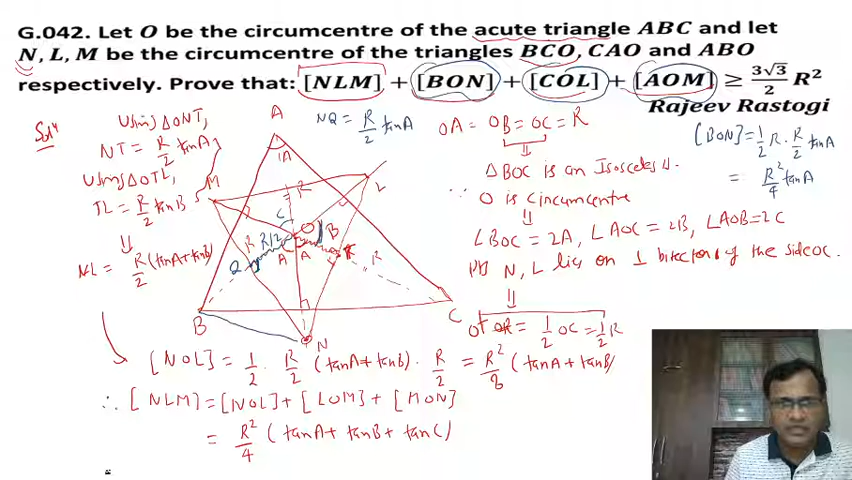 G.042. Let O be the circumcentre of the acute triangle ABC and let
N, L, M be the circumcentre of the triangles BCO, CAO and ABO
respectively. Prove that: [NLM] + [BON] + [COL] + [AOM] ≥ 3√3/2 R²
Rajeev Rastogi
Solⁿ
Using ΔONT,
NT = R/2 tanA
Using ΔOTL,
TL = R/2 tanB
⇓
NL = R/2 (tanA + tanB)
NQ = R/2 tanA
OA = OB = OC = R
⇓
ΔBOC is an Isosceles Δ.
∵ O is circumcentre
⇓
∠BOC = 2A, ∠AOC = 2B, ∠AOB = 2C
N, L lies on ⊥ bisector of the side OC.
⇓
OT = 1/2 OC = 1/2 R
[BON] = 1/2 R · R/2 tanA
= R²/4 tanA
A
M
L
O
Q
B
C
N
[NOL] = 1/2 · R/2 (tanA + tanB) · R/2 = R²/8 (tanA + tanB)
∴ [NLM] = [NOL] + [LOM] + [MON]
= R²/4 (tanA + tanB + tanC)